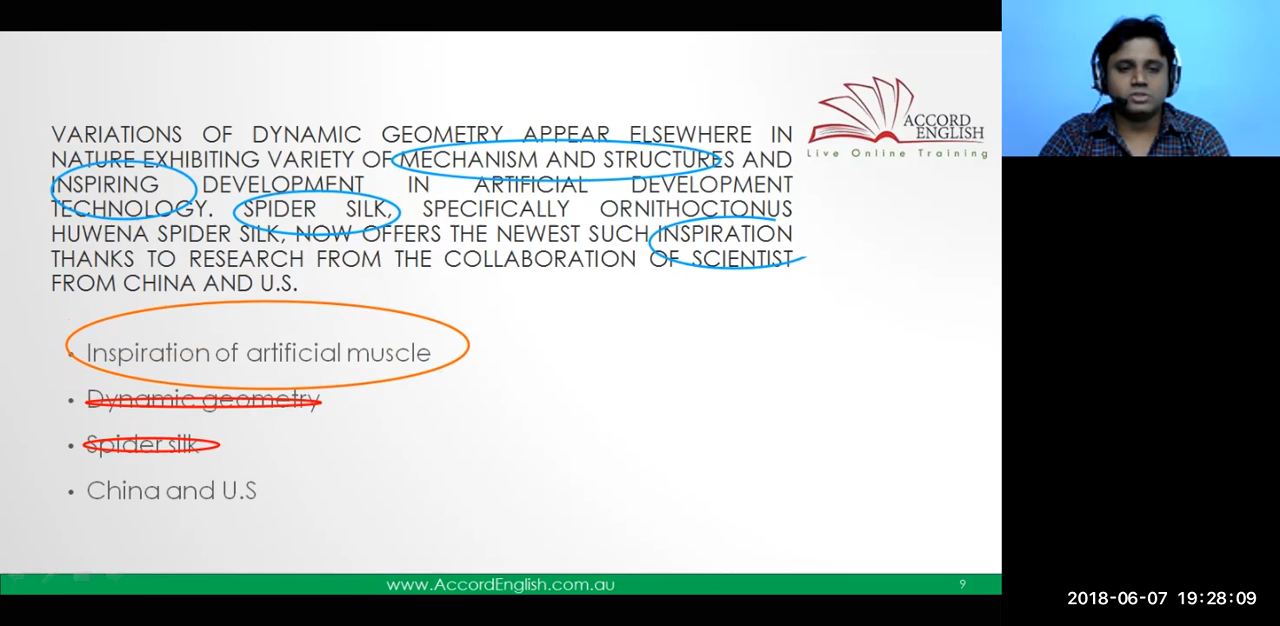 VARIATIONS OF DYNAMIC GEOMETRY APPEAR ELSEWHERE IN
NATURE EXHIBITING VARIETY OF MECHANISM AND STRUCTURES AND
INSPIRING DEVELOPMENT IN ARTIFICIAL DEVELOPMENT
TECHNOLOGY. SPIDER SILK, SPECIFICALLY ORNITHOCTONUS
HUWENA SPIDER SILK, NOW OFFERS THE NEWEST SUCH INSPIRATION
THANKS TO RESEARCH FROM THE COLLABORATION OF SCIENTIST
FROM CHINA AND U.S.
ACCORD
ENGLISH
Live Online Training
• Inspiration of artificial muscle
• Dynamic geometry
• Spider silk
• China and U.S
www.AccordEnglish.com.au
9
2018-06-07 19:28:09